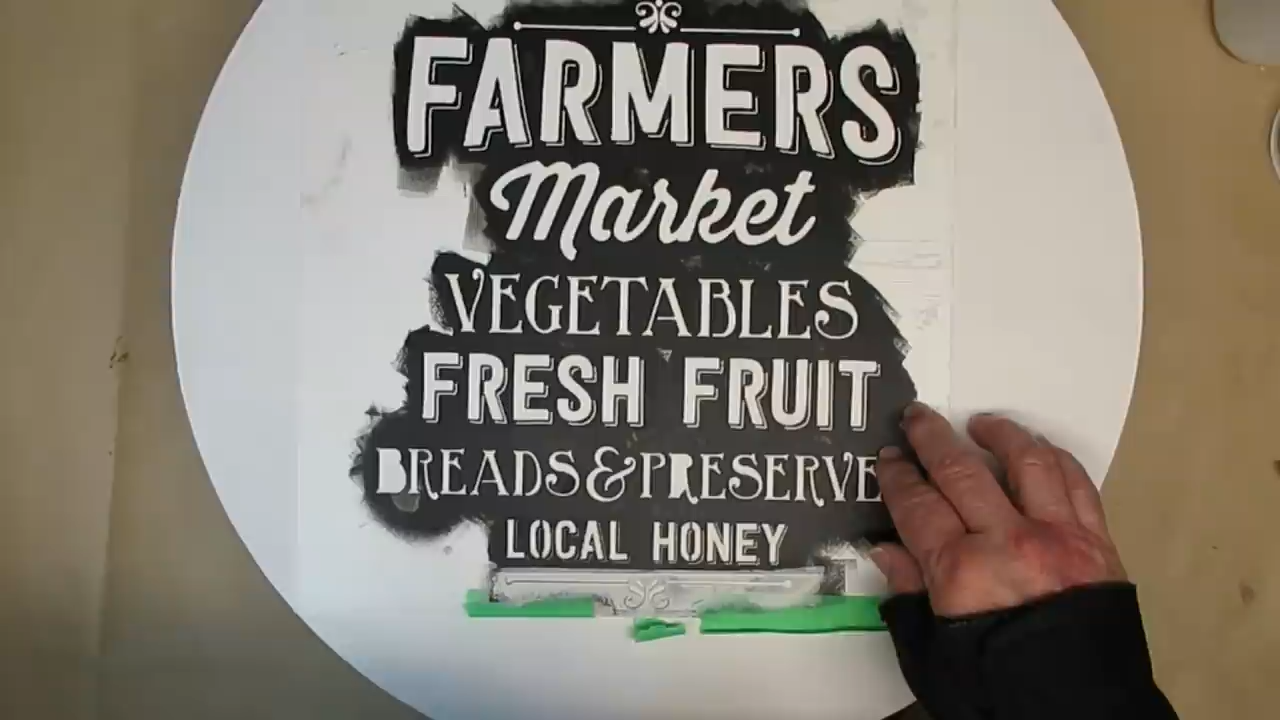 FARMERS
Market
VEGETABLES
FRESH FRUIT
BREADS & PRESERVE
LOCAL HONEY